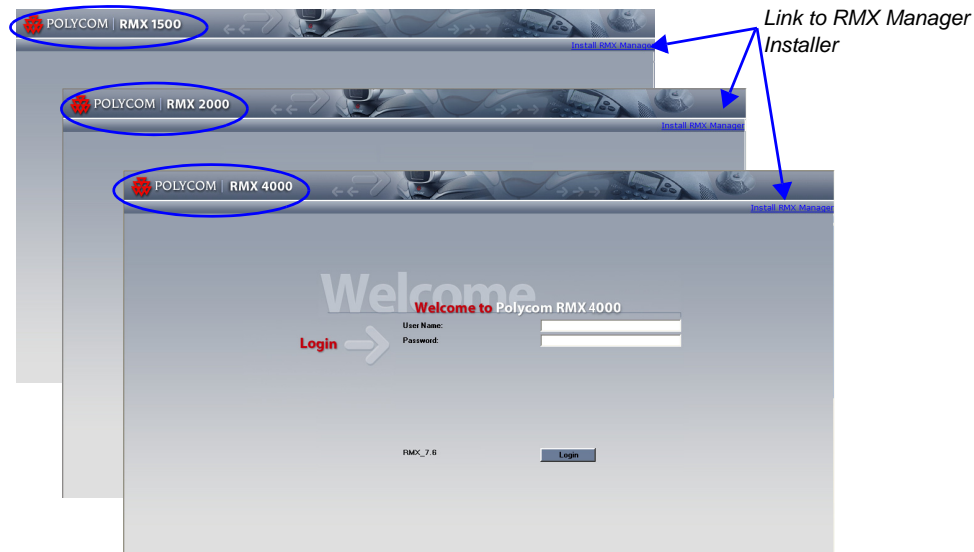 POLYCOM | RMX 1500
Link to RMX Manager
Installer
Install RMX Manager
POLYCOM | RMX 2000
Install RMX Manager
POLYCOM | RMX 4000
Install RMX Manager
Welcome
Welcome to Polycom RMX 4000
User Name:
Login
Password:
RMX_7.6
Login